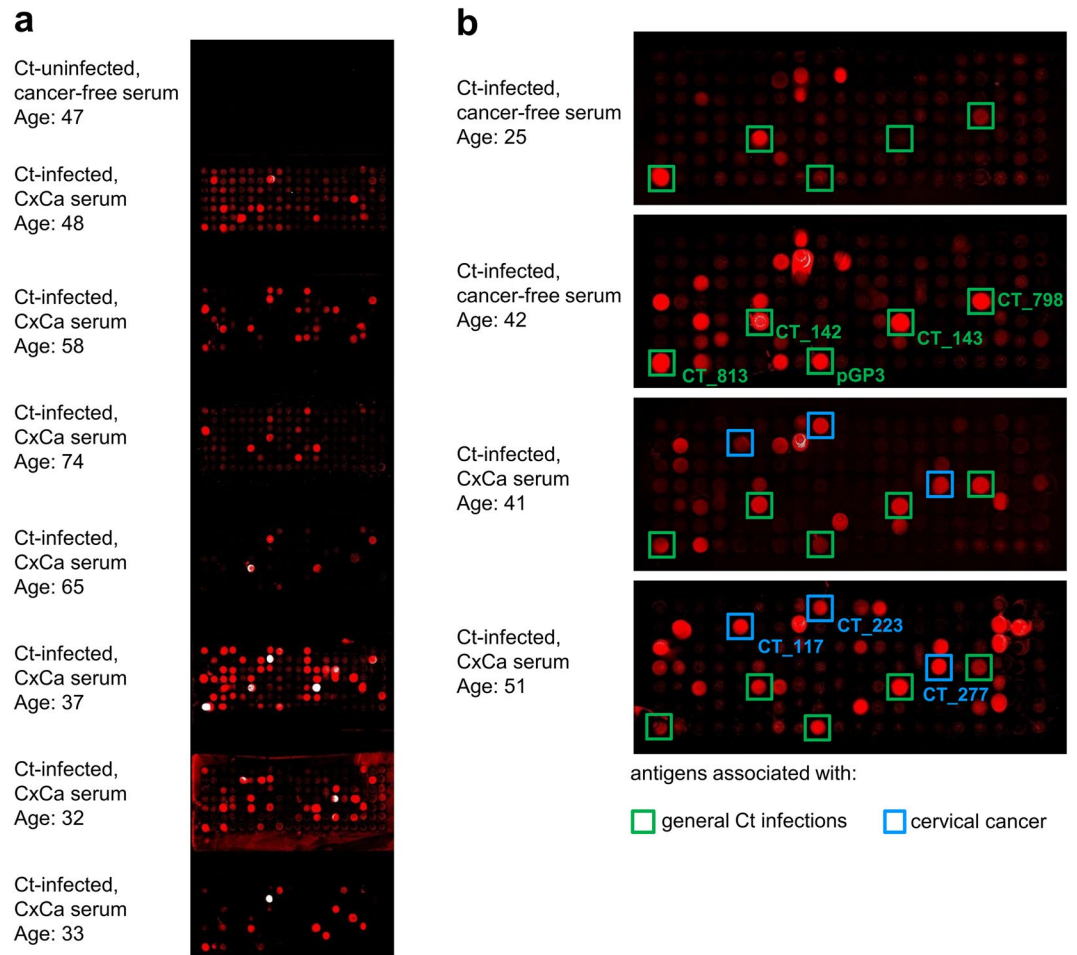 a
Ct-uninfected,
cancer-free serum
Age: 47
Ct-infected,
CxCa serum
Age: 48
Ct-infected,
CxCa serum
Age: 58
Ct-infected,
CxCa serum
Age: 74
Ct-infected,
CxCa serum
Age: 65
Ct-infected,
CxCa serum
Age: 37
Ct-infected,
CxCa serum
Age: 32
Ct-infected,
CxCa serum
Age: 33
b
Ct-infected,
cancer-free serum
Age: 25
Ct-infected,
cancer-free serum
Age: 42
CT_798
CT_142
CT_143
CT_813
pGP3
Ct-infected,
CxCa serum
Age: 41
Ct-infected,
CxCa serum
Age: 51
CT_223
CT_117
CT_277
antigens associated with:
general Ct infections
cervical cancer